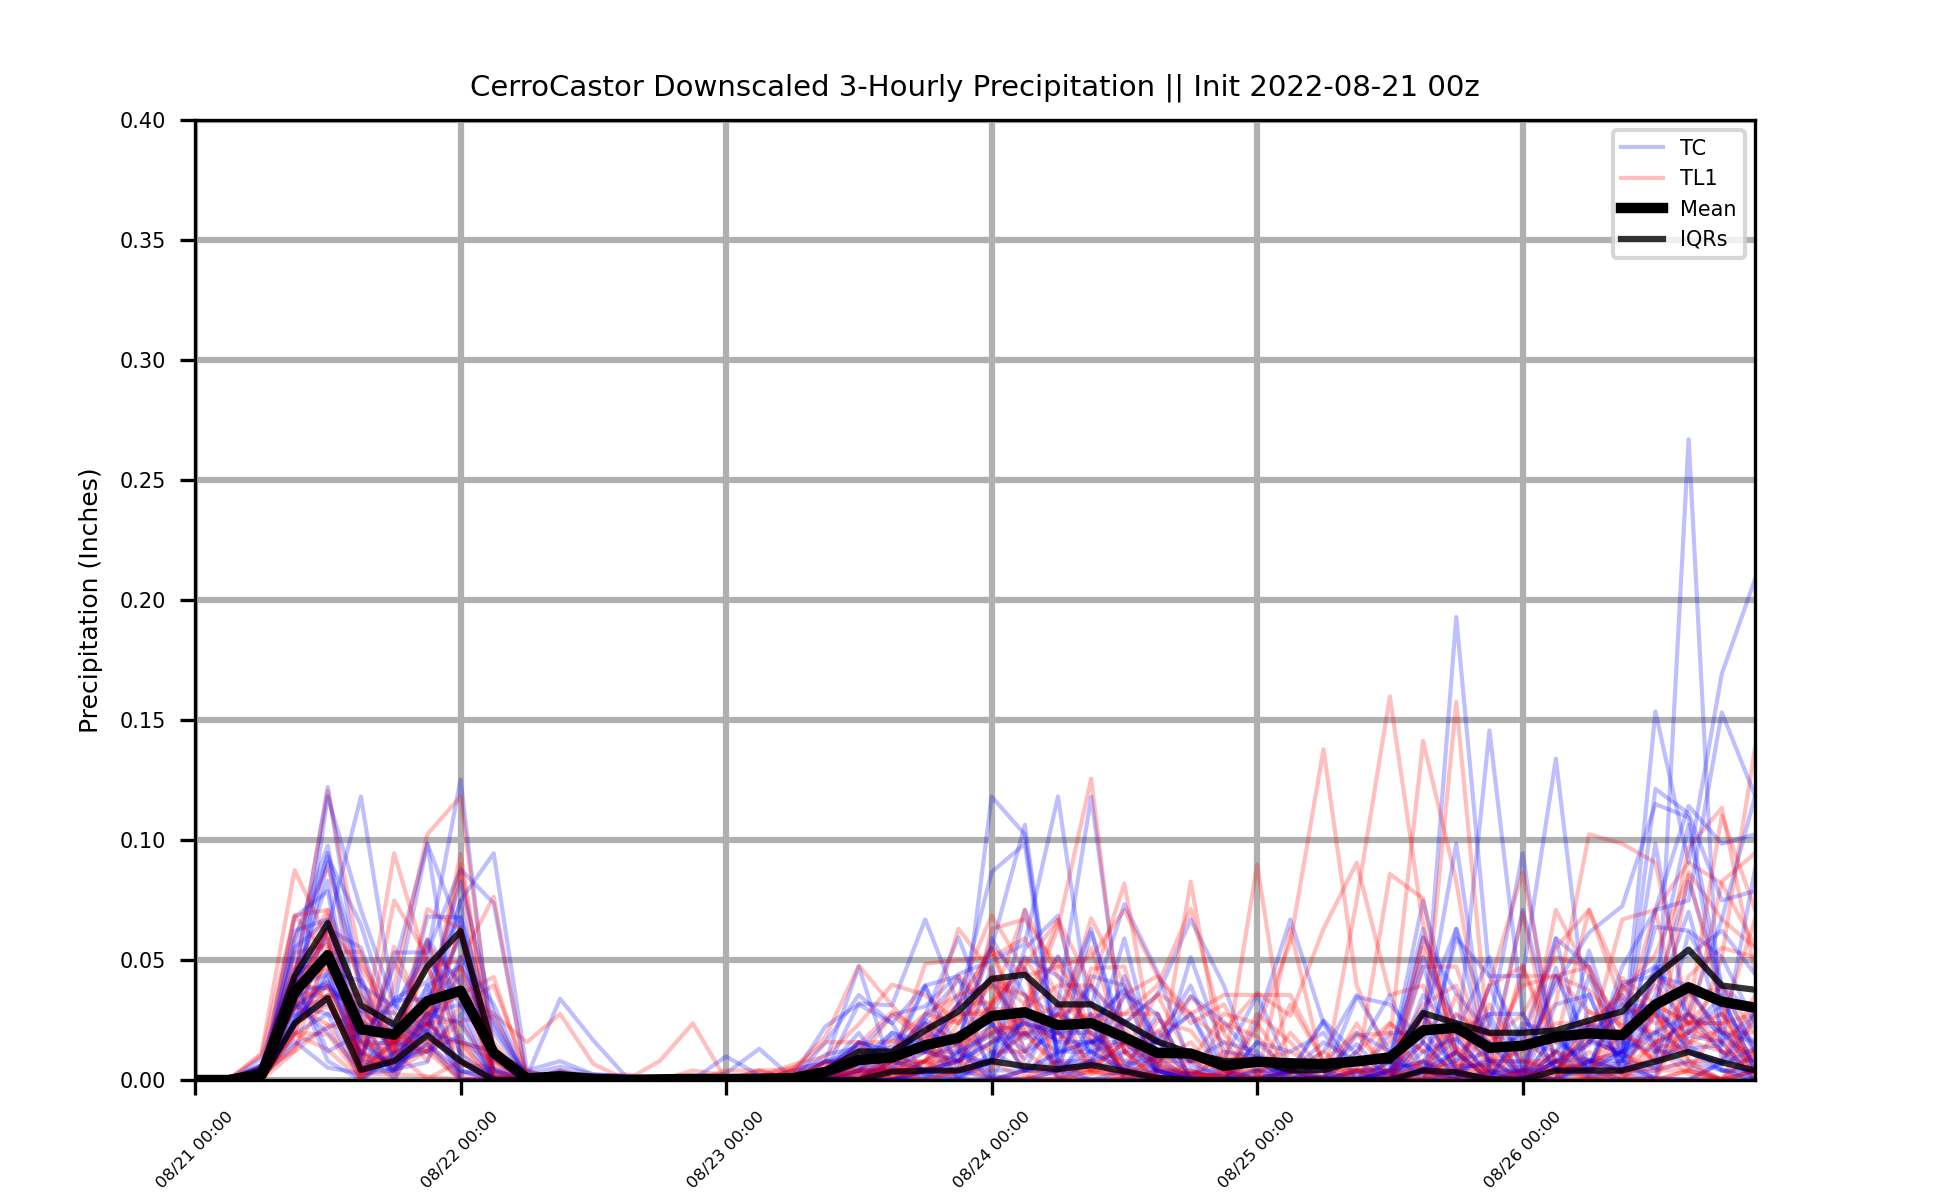 CerroCastor Downscaled 3-Hourly Precipitation || Init 2022-08-21 00z
0.40
0.35
0.30
0.25
0.20
0.15
0.10
0.05
0.00
Precipitation (Inches)
TC
TL1
Mean
IQRs
08/21 00:00
08/22 00:00
08/23 00:00
08/24 00:00
08/25 00:00
08/26 00:00